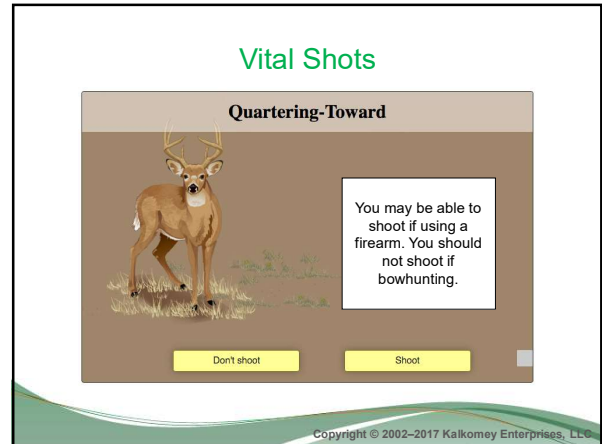 Vital Shots
Quartering-Toward
You may be able to
shoot if using a
firearm. You should
not shoot if
bowhunting.
Don't shoot
Shoot
Copyright © 2002–2017 Kalkomey Enterprises, LLC